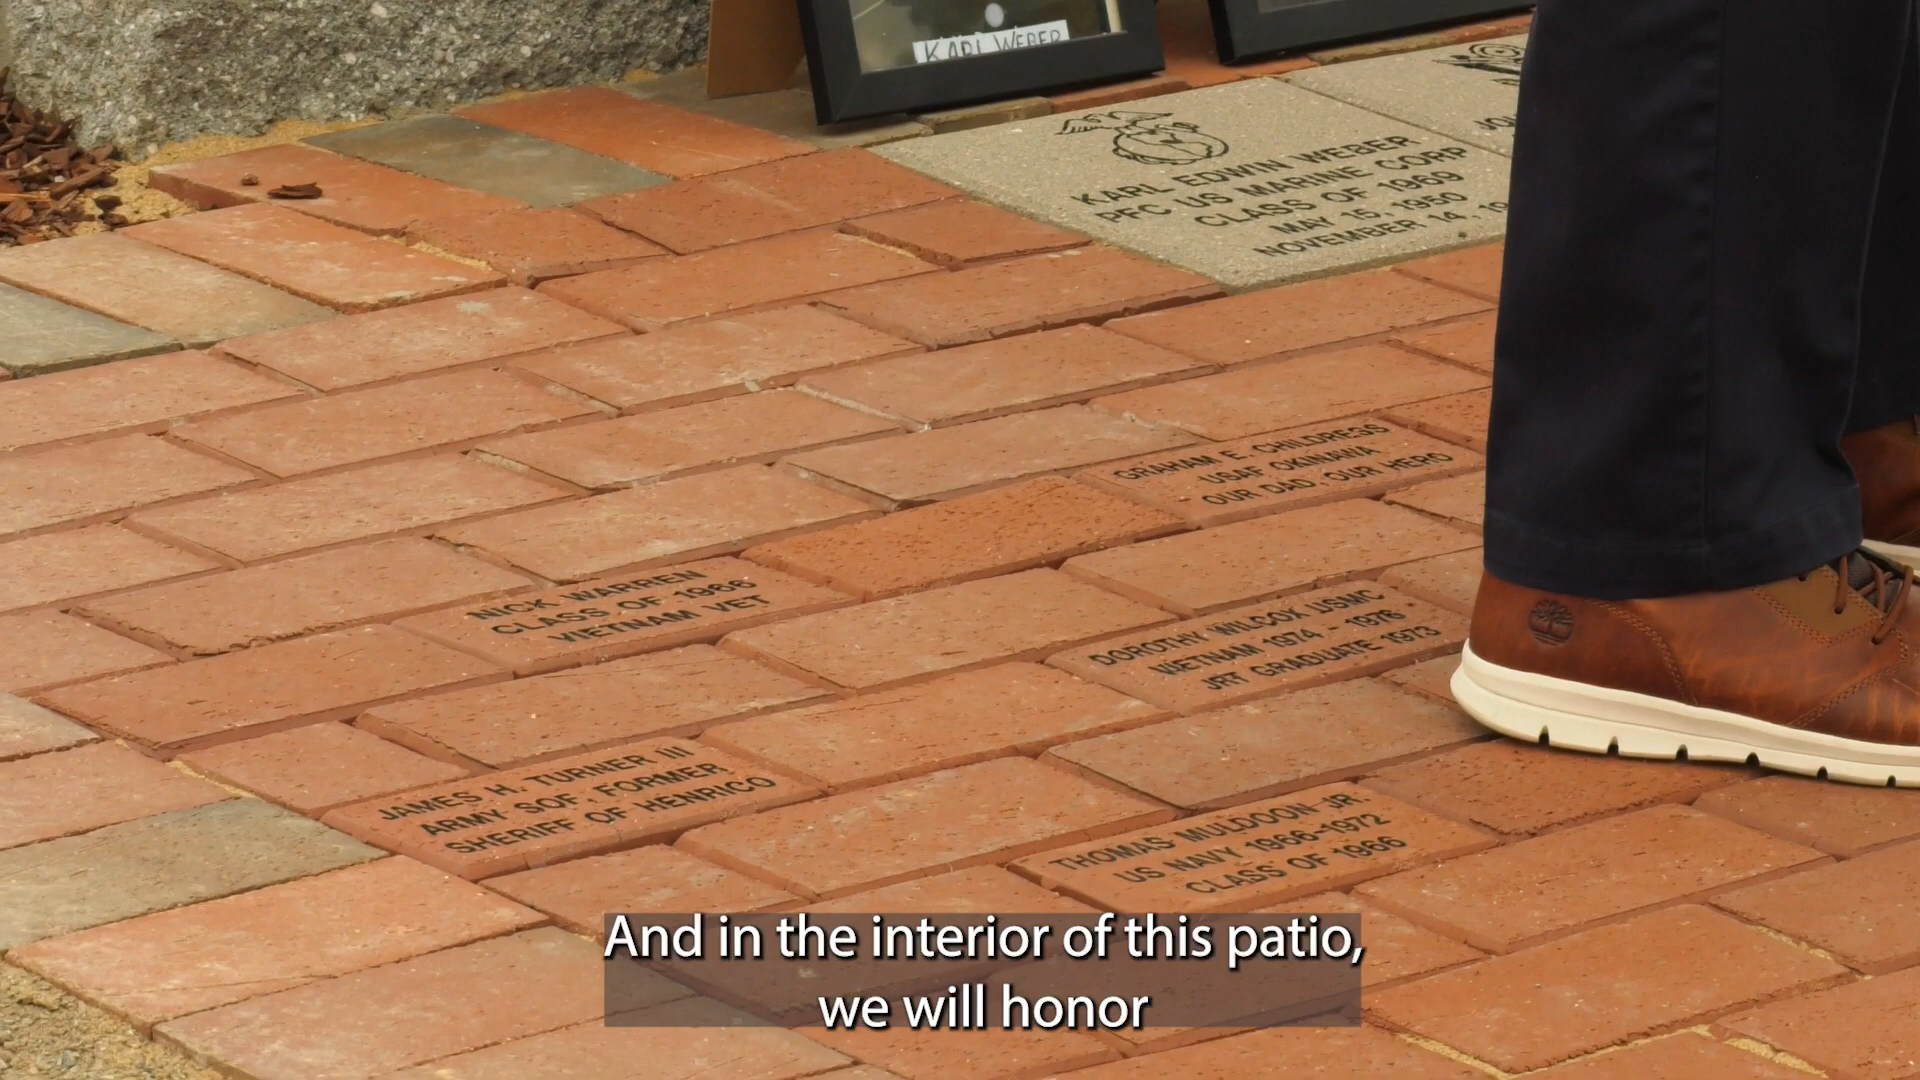 KARL WEBER
KARL EDWIN WEBER
PFC US MARINE CORP
CLASS OF 1969
MAY 15, 1950
NOVEMBER 14, 19
GRAHAM E. CHILDRESS
USAF OKINAWA
OUR DAD, OUR HERO
NICK WARREN
CLASS OF 1966
VIETNAM VET
DOROTHY WILCOX USMC
VIETNAM 1974 - 1976
JRT GRADUATE 1973
JAMES H. TURNER III
ARMY SOF, FORMER
SHERIFF OF HENRICO
THOMAS MULDOON JR.
US NAVY 1966-1972
CLASS OF 1966
And in the interior of this patio,
we will honor